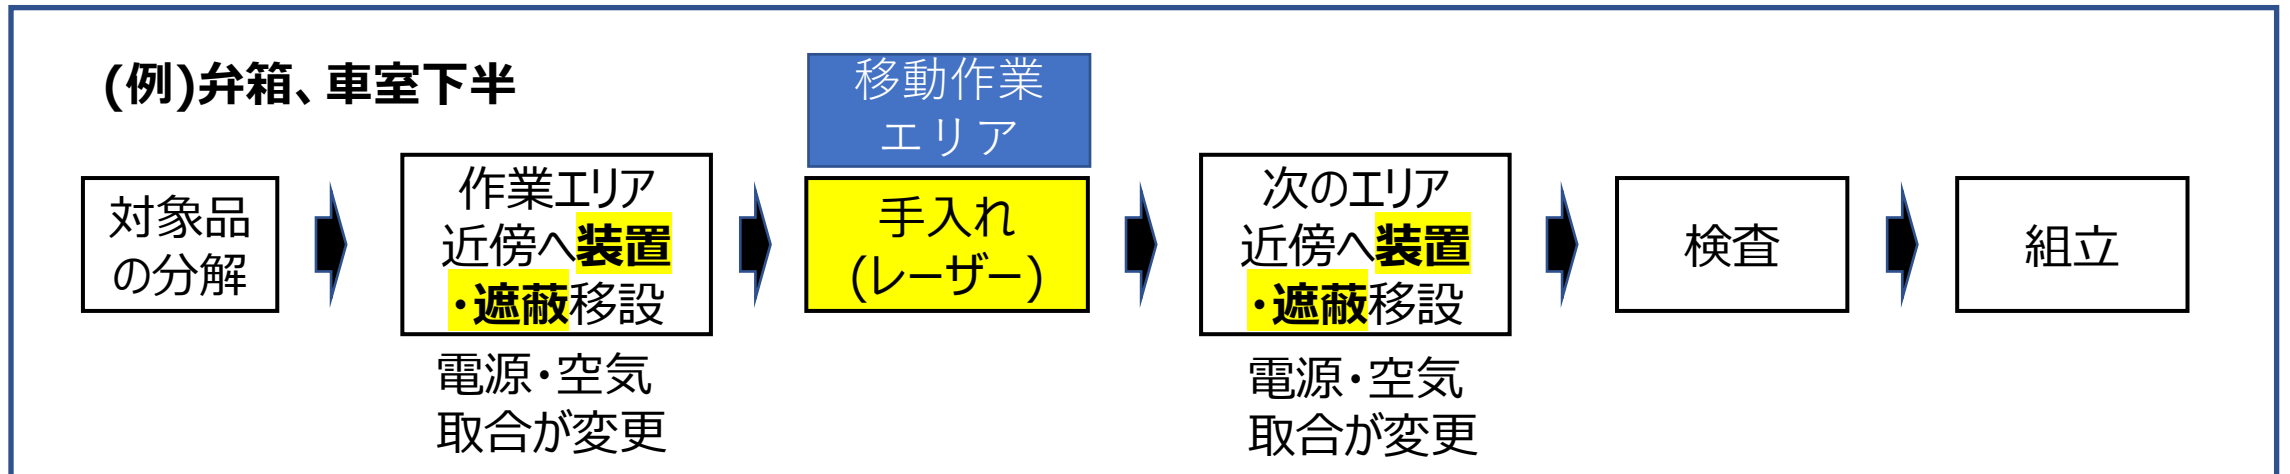 (例)弁箱、車室下半
対象品
の分解
作業エリア
近傍へ装置
・遮蔽移設
電源・空気
取合が変更
移動作業
エリア
手入れ
(レーザー)
次のエリア
近傍へ装置
・遮蔽移設
電源・空気
取合が変更
検査
組立